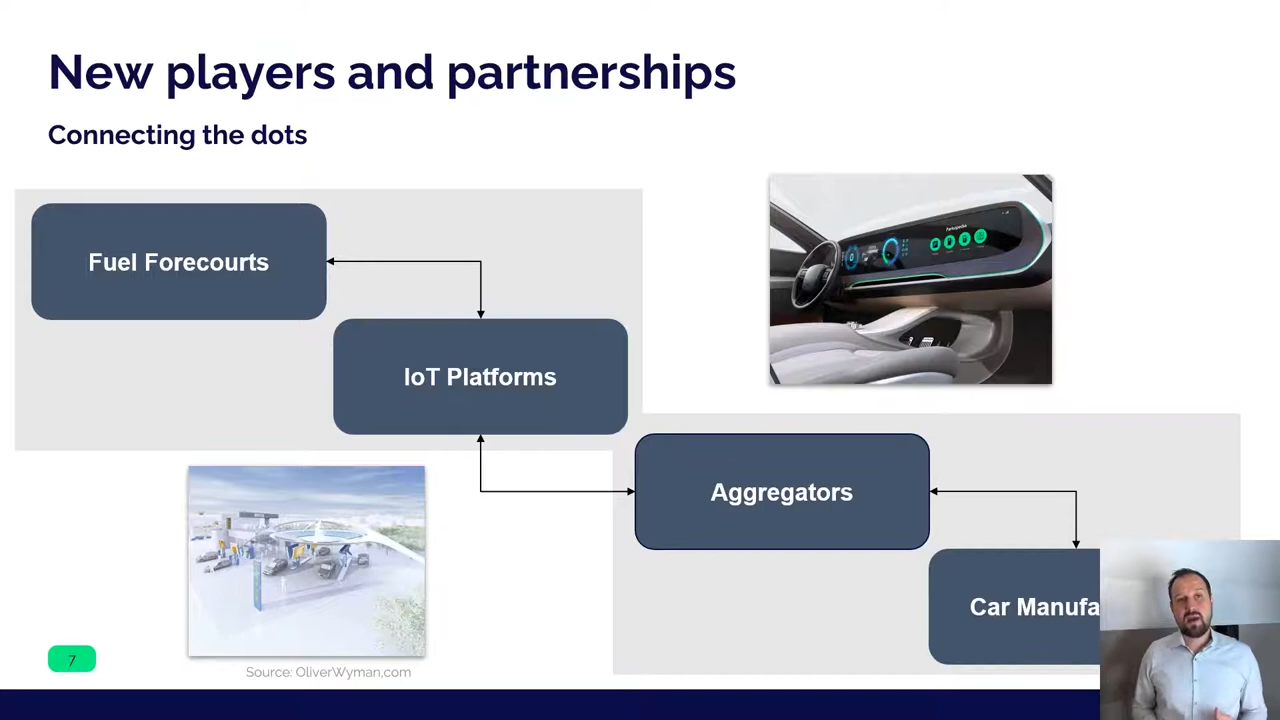 New players and partnerships
Connecting the dots
Fuel Forecourts
IoT Platforms
Aggregators
Car Manufa
7
Source: OliverWyman,com